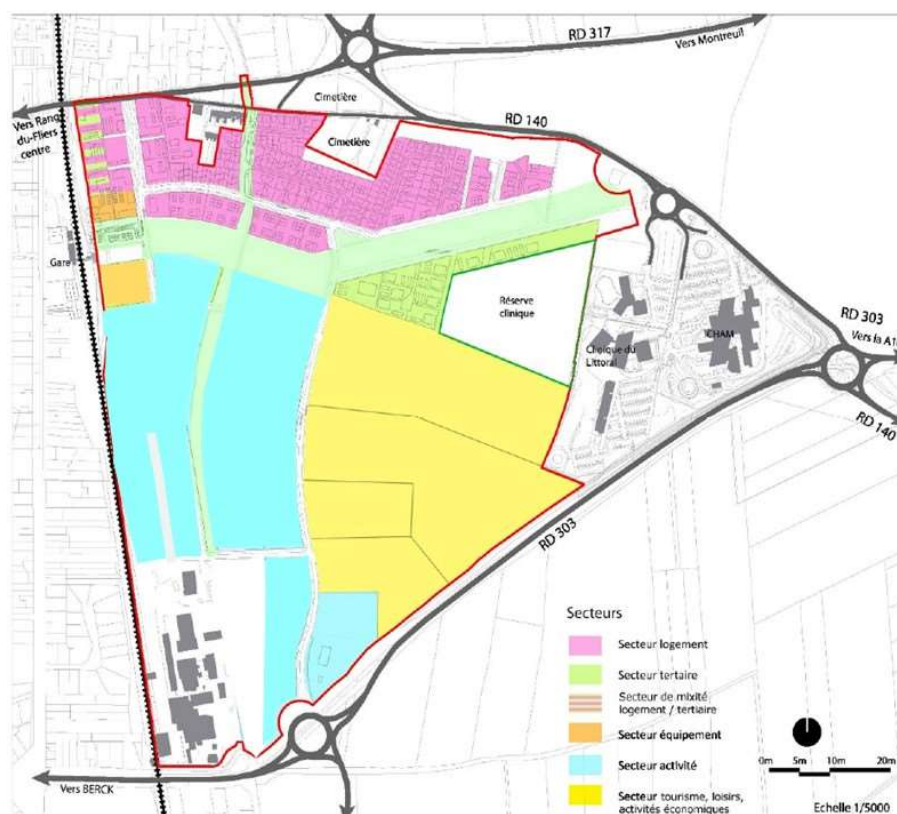 RD 317
Vers Montreuil
Cimetière
Vers Rang
du-Fliers
centre
Cimetière
RD 140
Gare
Réserve
clinique
RD 303
Clinique du
Littoral
CHAM
Vers la A16
RD 140
RD 303
Secteurs
Secteur logement
Secteur tertiaire
Secteur de mixité
logement / tertiaire
Secteur équipement
Secteur activité
Secteur tourisme, loisirs,
activités économiques
0m 5m 10m 20m
Vers BERCK
Echelle 1/5000